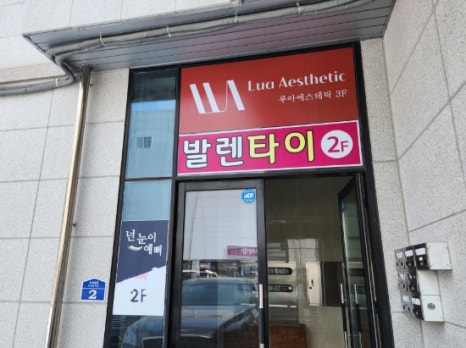 LUA Lua Aesthetic
루아에스테틱 3F
발렌타이 2F
넌 눈이
예뻐
2F
2